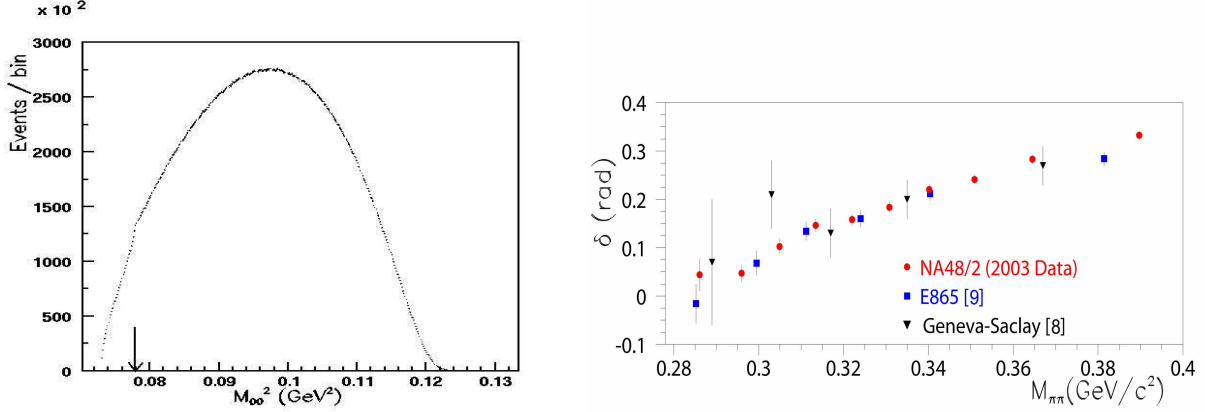 x 10 ²
Events / bin
3000
2500
2000
1500
1000
500
0
0.08 0.09 0.1 0.11 0.12 0.13
M₀₀² (GeV²)
δ (rad)
0.4
0.3
0.2
0.1
0
-0.1
NA48/2 (2003 Data)
E865 [9]
Geneva-Saclay [8]
0.28 0.3 0.32 0.34 0.36 0.38 0.4
Mππ(GeV/c²)